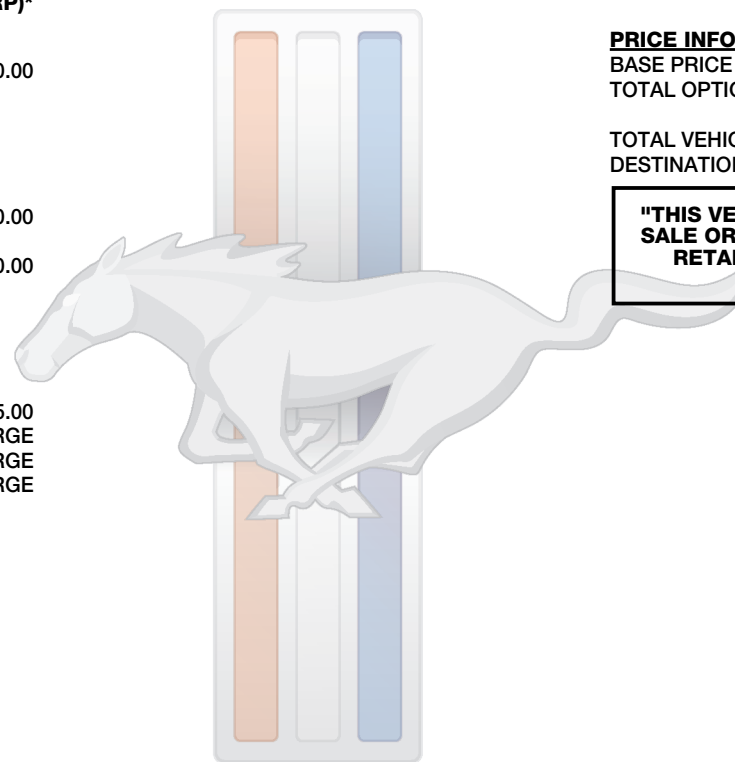 RP)*
0.00
0.00
0.00
5.00
RGE
RGE
RGE
PRICE INFO
BASE PRICE
TOTAL OPTIO
TOTAL VEHIC
DESTINATION
"THIS VE
SALE OR
RETAI